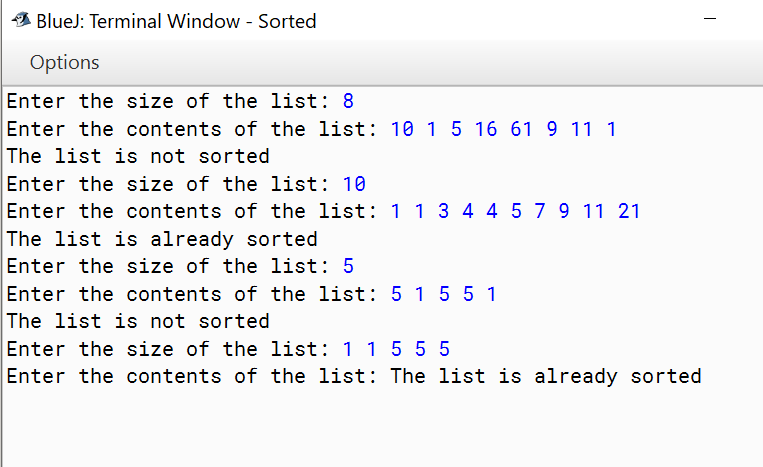 BlueJ: Terminal Window - Sorted
Options
Enter the size of the list: 8
Enter the contents of the list: 10 1 5 16 61 9 11 1
The list is not sorted
Enter the size of the list: 10
Enter the contents of the list: 1 1 3 4 4 5 7 9 11 21
The list is already sorted
Enter the size of the list: 5
Enter the contents of the list: 5 1 5 5 1
The list is not sorted
Enter the size of the list: 1 1 5 5 5
Enter the contents of the list: The list is already sorted